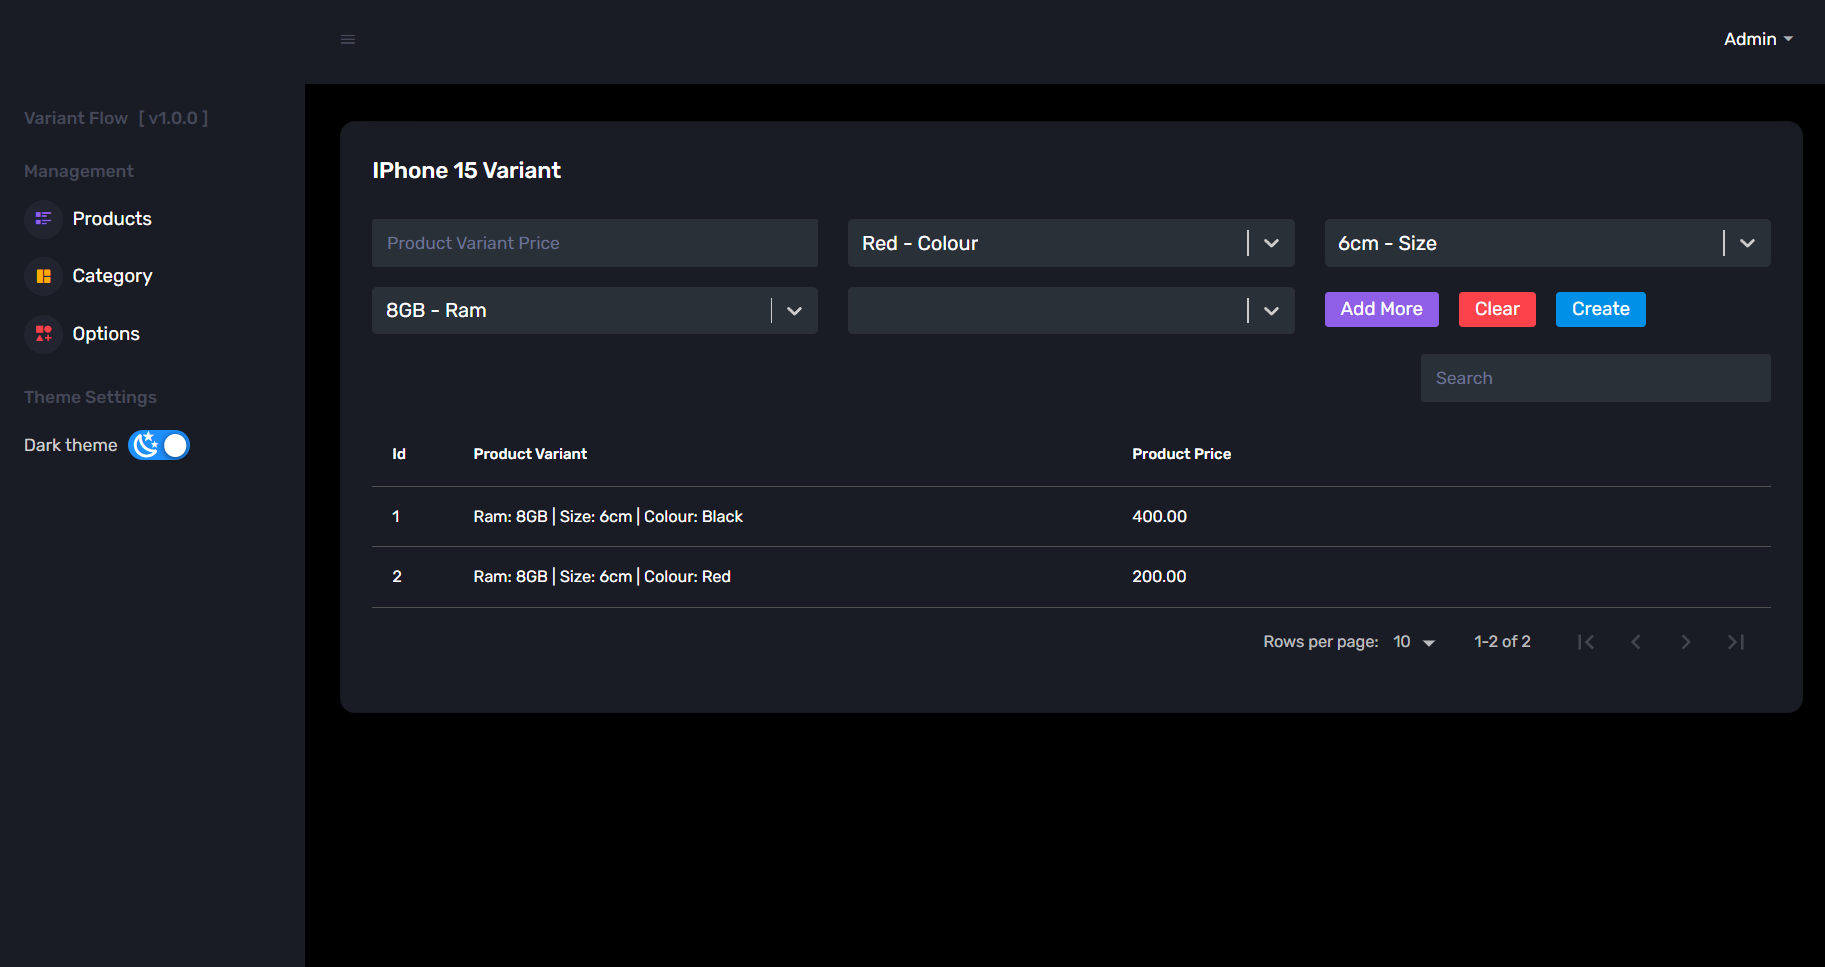 Admin
Variant Flow [ v1.0.0 ]
Management
Products
Category
Options
Theme Settings
Dark theme
IPhone 15 Variant
Product Variant Price
Red - Colour
6cm - Size
8GB - Ram
Add More
Clear
Create
Search
Id Product Variant Product Price
1 Ram: 8GB | Size: 6cm | Colour: Black 400.00
2 Ram: 8GB | Size: 6cm | Colour: Red 200.00
Rows per page: 10 1-2 of 2